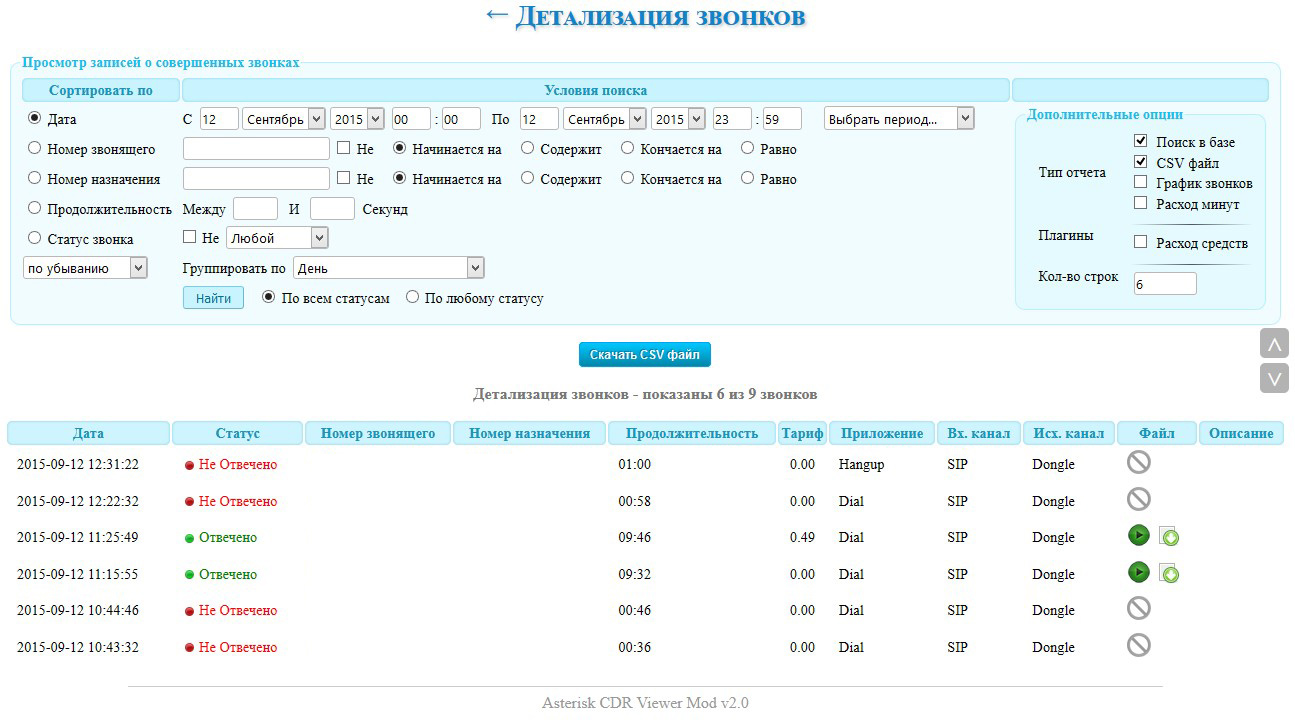 ← Детализация звонков
Просмотр записей о совершенных звонках
Сортировать по Условия поиска
Дата С 12 Сентябрь 2015 00 : 00 По 12 Сентябрь 2015 23 : 59 Выбрать период...
Номер звонящего Не Начинается на Содержит Кончается на Равно
Номер назначения Не Начинается на Содержит Кончается на Равно
Продолжительность Между И Секунд
Статус звонка Не Любой
по убыванию Группировать по День
Найти По всем статусам По любому статусу
Дополнительные опции
Тип отчета
Поиск в базе
CSV файл
График звонков
Расход минут
Плагины Расход средств
Кол-во строк 6
Скачать CSV файл
Детализация звонков - показаны 6 из 9 звонков
Дата Статус Номер звонящего Номер назначения Продолжительность Тариф Приложение Вх. канал Исх. канал Файл Описание
2015-09-12 12:31:22 Не Отвечено 01:00 0.00 Hangup SIP Dongle
2015-09-12 12:22:32 Не Отвечено 00:58 0.00 Dial SIP Dongle
2015-09-12 11:25:49 Отвечено 09:46 0.49 Dial SIP Dongle
2015-09-12 11:15:55 Отвечено 09:32 0.00 Dial SIP Dongle
2015-09-12 10:44:46 Не Отвечено 00:46 0.00 Dial SIP Dongle
2015-09-12 10:43:32 Не Отвечено 00:36 0.00 Dial SIP Dongle
Asterisk CDR Viewer Mod v2.0